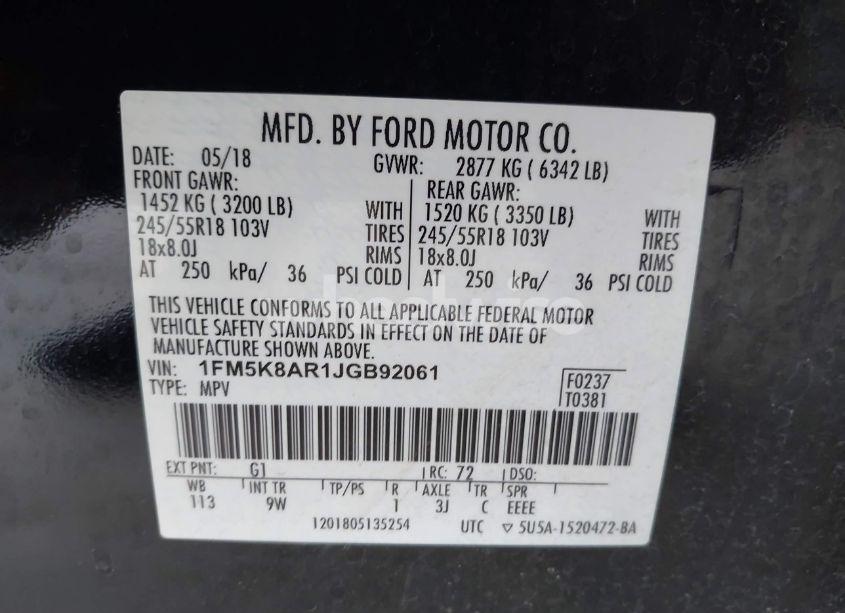 MFD. BY FORD MOTOR CO.
DATE: 05/18 GVWR: 2877 KG ( 6342 LB)
FRONT GAWR: REAR GAWR:
1452 KG ( 3200 LB) WITH 1520 KG ( 3350 LB) WITH
245/55R18 103V TIRES 245/55R18 103V TIRES
18x8.0J RIMS 18x8.0J RIMS
AT 250 kPa/ 36 PSI COLD AT 250 kPa/ 36 PSI COLD
THIS VEHICLE CONFORMS TO ALL APPLICABLE FEDERAL MOTOR
VEHICLE SAFETY STANDARDS IN EFFECT ON THE DATE OF
MANUFACTURE SHOWN ABOVE.
VIN: 1FM5K8AR1JGB92061
TYPE: MPV
F0237
T0381
EXT PNT: G1 RC: 72 DSO:
WB INT TR TP/PS R AXLE TR SPR
113 9W 1 3J C EEEE
1201805135254 UTC ▽ 5U5A-1520472-BA